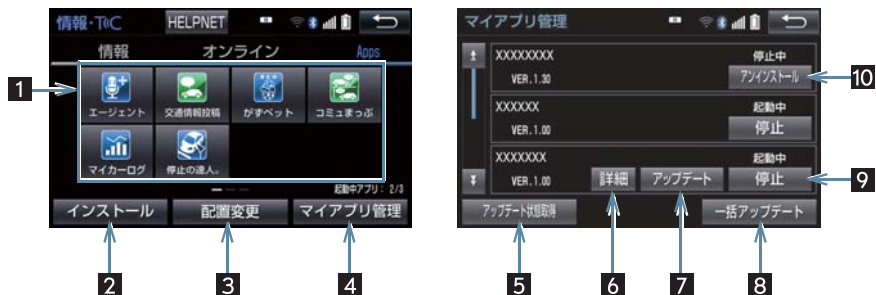 情報・TOC HELPNET
情報 オンライン Apps
1
エージェント 交通情報投稿 がすペット コミュまっぷ
マイカーログ 停止の達人。
起動中アプリ: 2/3
インストール 配置変更 マイアプリ管理
2 3 4
マイアプリ管理
XXXXXXXX 停止中
VER.1.30 アンインストール 10
XXXXXXX 起動中
VER.1.00 停止
XXXXXXX 起動中
VER.1.00 詳細 アップデート 停止 9
アップデート状態取得 一括アップデート
5 6 7 8